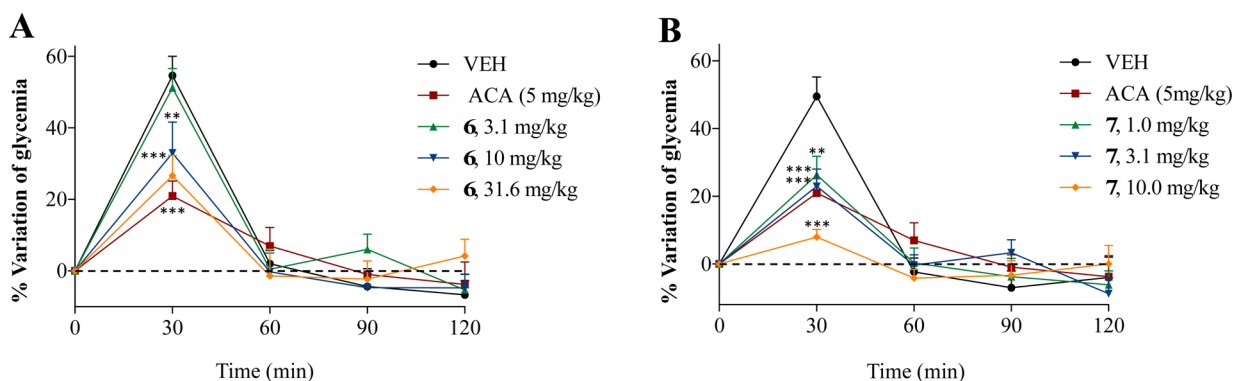 A
% Variation of glycemia
60
40
20
0
**
***
***
VEH
ACA (5 mg/kg)
6, 3.1 mg/kg
6, 10 mg/kg
6, 31.6 mg/kg
0 30 60 90 120
Time (min)
B
% Variation of glycemia
60
40
20
0
**
***
***
***
VEH
ACA (5mg/kg)
7, 1.0 mg/kg
7, 3.1 mg/kg
7, 10.0 mg/kg
0 30 60 90 120
Time (min)